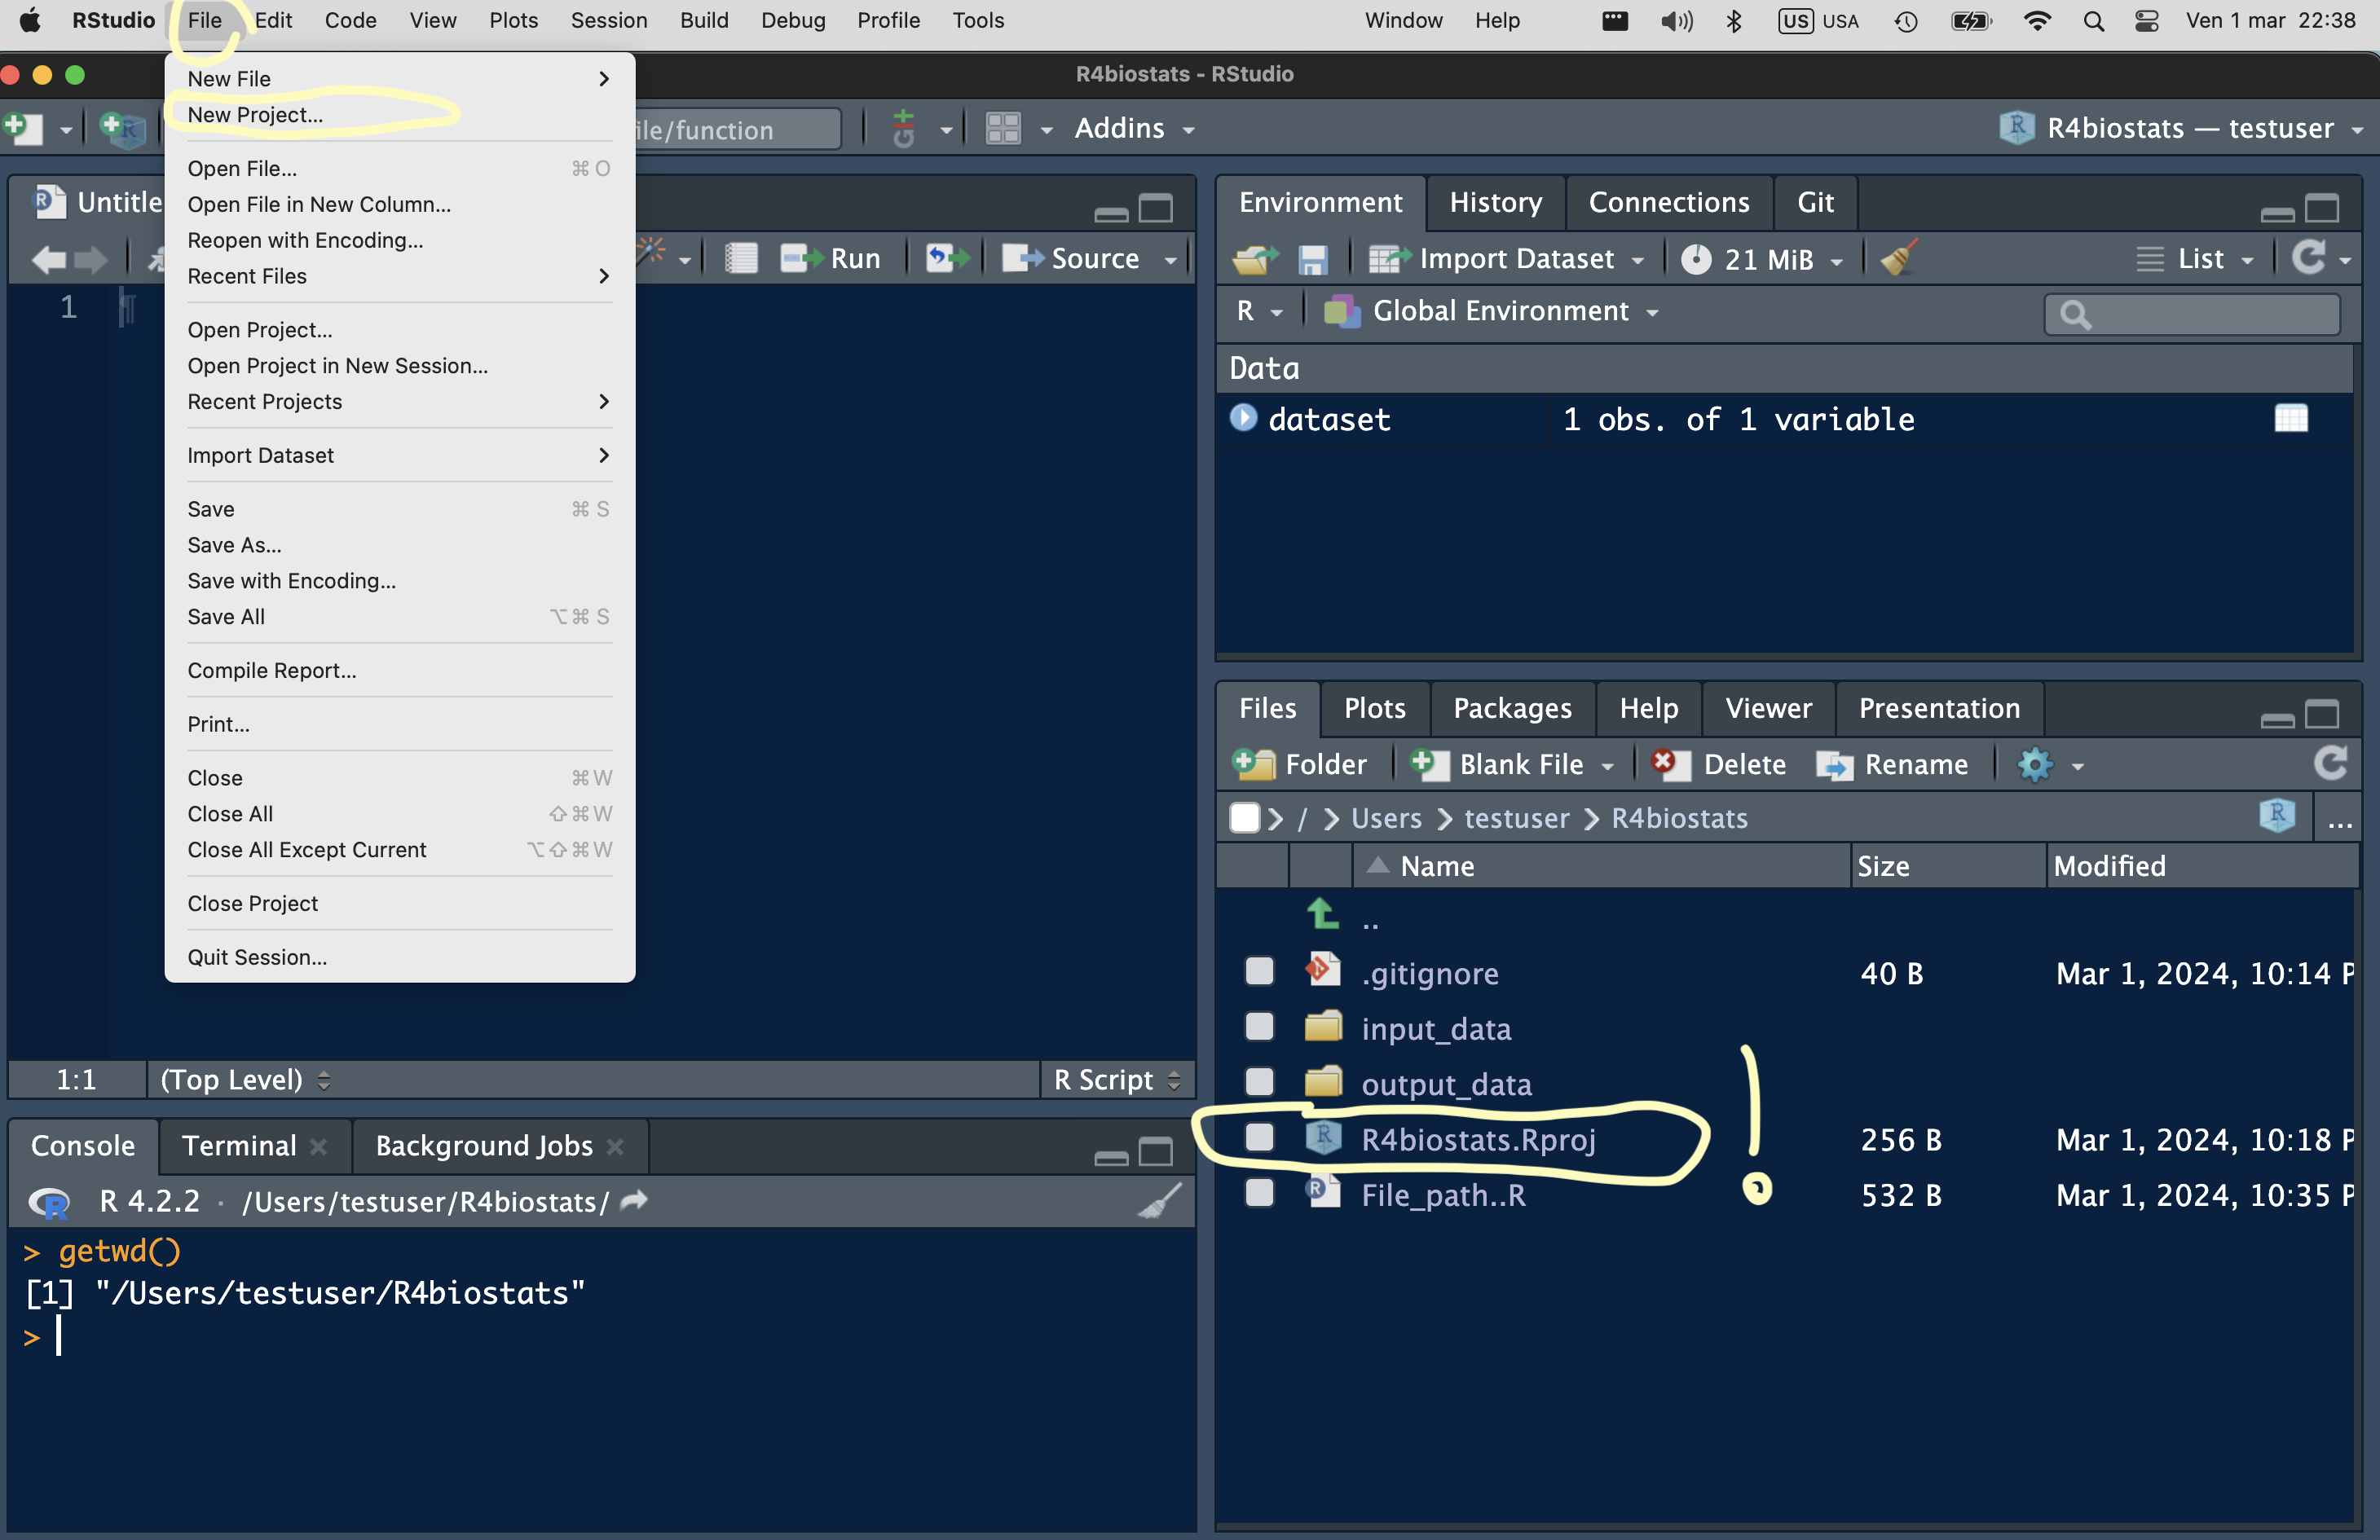 RStudio File Edit Code View Plots Session Build Debug Profile Tools Window Help US USA Ven 1 mar 22:38
R4biostats - RStudio
New File
New Project...
Open File... ⌘ O
Open File in New Column...
Reopen with Encoding...
Recent Files
Open Project...
Open Project in New Session...
Recent Projects
Import Dataset
Save ⌘ S
Save As...
Save with Encoding...
Save All ⌥⌘ S
Compile Report...
Print...
Close ⌘W
Close All ⇧⌘W
Close All Except Current ⌥⇧⌘W
Close Project
Quit Session...
ile/function Addins R4biostats — testuser
Untitle
Run Source
1
1:1 (Top Level) R Script
Environment History Connections Git
Import Dataset 21 MiB List
R Global Environment
Data
dataset 1 obs. of 1 variable
Files Plots Packages Help Viewer Presentation
Folder Blank File Delete Rename
/ Users testuser R4biostats ...
Name Size Modified
..
.gitignore 40 B Mar 1, 2024, 10:14 P
input_data
output_data
R4biostats.Rproj 256 B Mar 1, 2024, 10:18 P
File_path..R 532 B Mar 1, 2024, 10:35 P
!
Console Terminal Background Jobs
R 4.2.2 · /Users/testuser/R4biostats/
> getwd()
[1] "/Users/testuser/R4biostats"
>